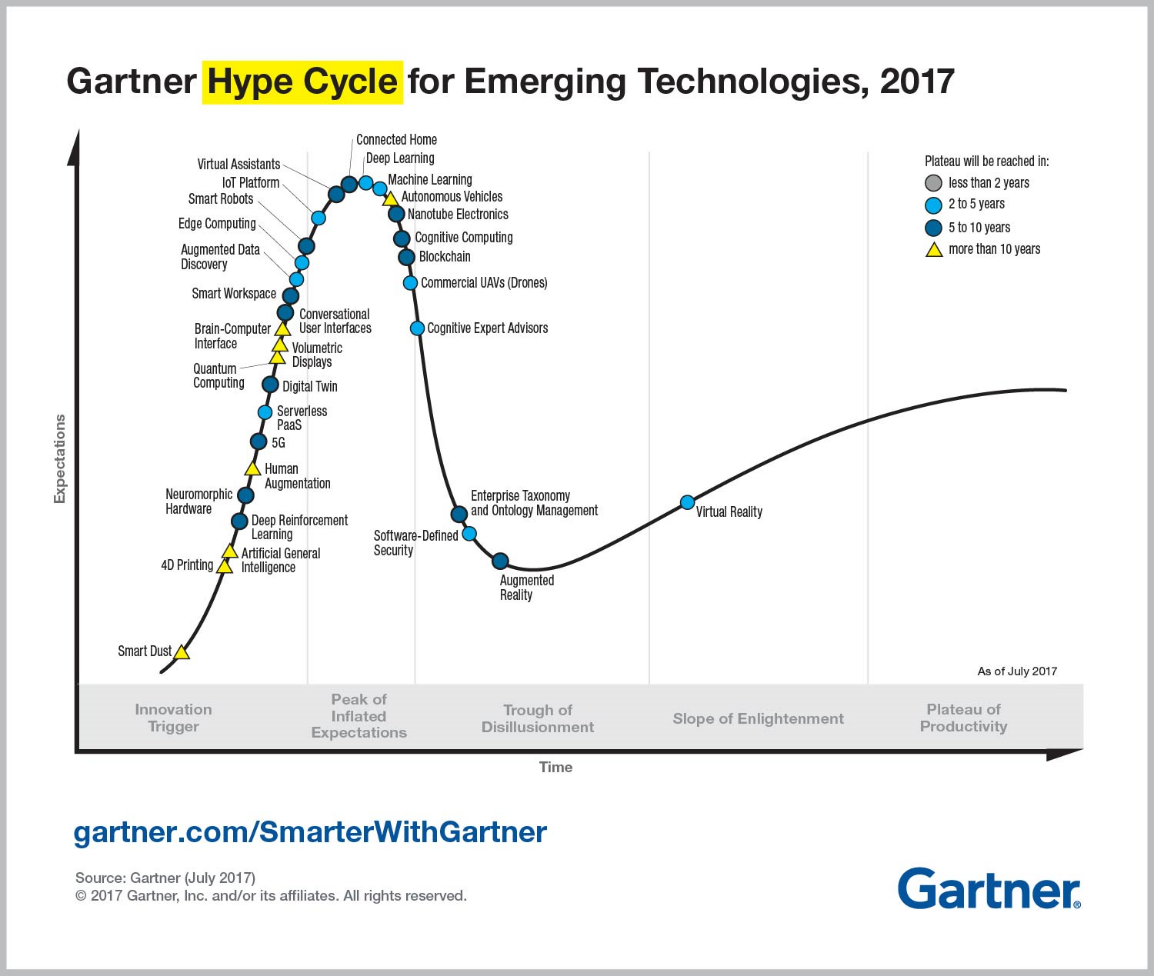 Gartner Hype Cycle for Emerging Technologies, 2017
Connected Home
Deep Learning
Virtual Assistants
Machine Learning
IoT Platform
Autonomous Vehicles
Smart Robots
Nanotube Electronics
Edge Computing
Cognitive Computing
Augmented Data
Discovery
Blockchain
Commercial UAVs (Drones)
Smart Workspace
Conversational
User Interfaces
Cognitive Expert Advisors
Brain-Computer
Interface
Volumetric
Displays
Quantum
Computing
Digital Twin
Serverless
PaaS
5G
Human
Augmentation
Neuromorphic
Hardware
Deep Reinforcement
Learning
Artificial General
Intelligence
4D Printing
Smart Dust
Enterprise Taxonomy
and Ontology Management
Software-Defined
Security
Augmented
Reality
Virtual Reality
Plateau will be reached in:
less than 2 years
2 to 5 years
5 to 10 years
more than 10 years
Expectations
As of July 2017
Innovation
Trigger
Peak of
Inflated
Expectations
Trough of
Disillusionment
Slope of Enlightenment
Plateau of
Productivity
Time
gartner.com/SmarterWithGartner
Source: Gartner (July 2017)
© 2017 Gartner, Inc. and/or its affiliates. All rights reserved.
Gartner®